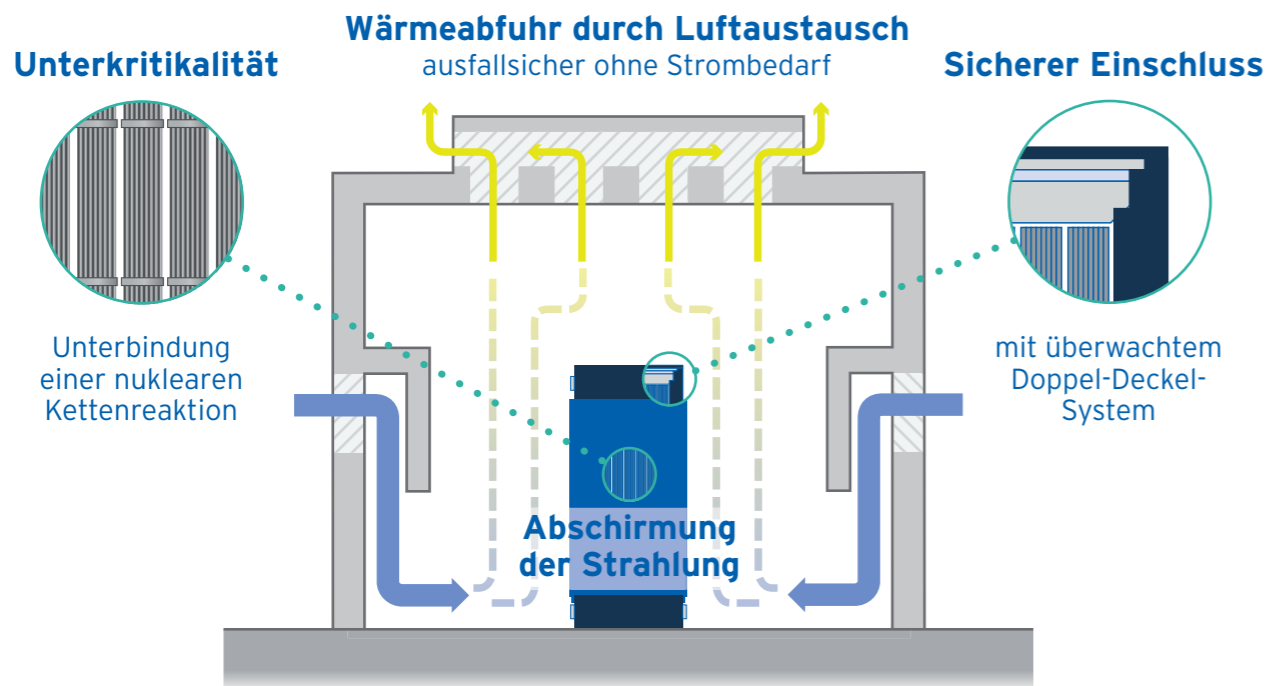 Wärmeabfuhr durch Luftaustausch
ausfallsicher ohne Strombedarf
Unterkritikalität
Sicherer Einschluss
Unterbindung
einer nuklearen
Kettenreaktion
mit überwachtem
Doppel-Deckel-
System
Abschirmung
der Strahlung